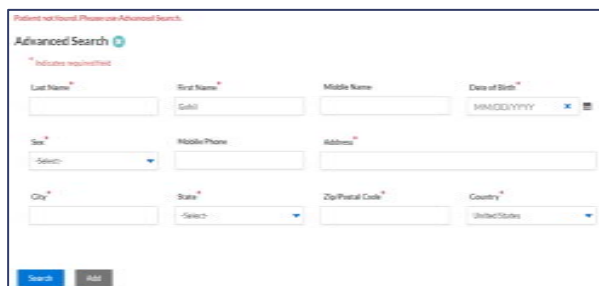 Patient not found. Please use Advanced Search.
Advanced Search
* Indicates required field
Last Name* First Name* Middle Name Date of Birth*
MM/DD/YYYY
Sex* Mobile Phone Address*
-Select-
City* State* Zip/Postal Code* Country*
-Select- United States
Search Add